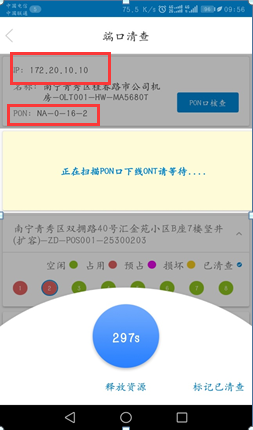 中国电信
中国联通
75.5 K/s
09:56
端口清查
IP: 172.20.10.10
名称: 南宁青秀区桂春路市公司机
房-OLT001-HW-MA5680T
PON口核查
PON: NA-0-16-2
正在扫描PON口下线ONT请等待....
南宁青秀区双拥路40号汇金苑小区B座7楼竖井
(扩容)-ZD-POS001-25300203
空闲 占用 预占 损坏 已清查
1 2 3 4 5 6 7 8
297s
释放资源 标记已清查